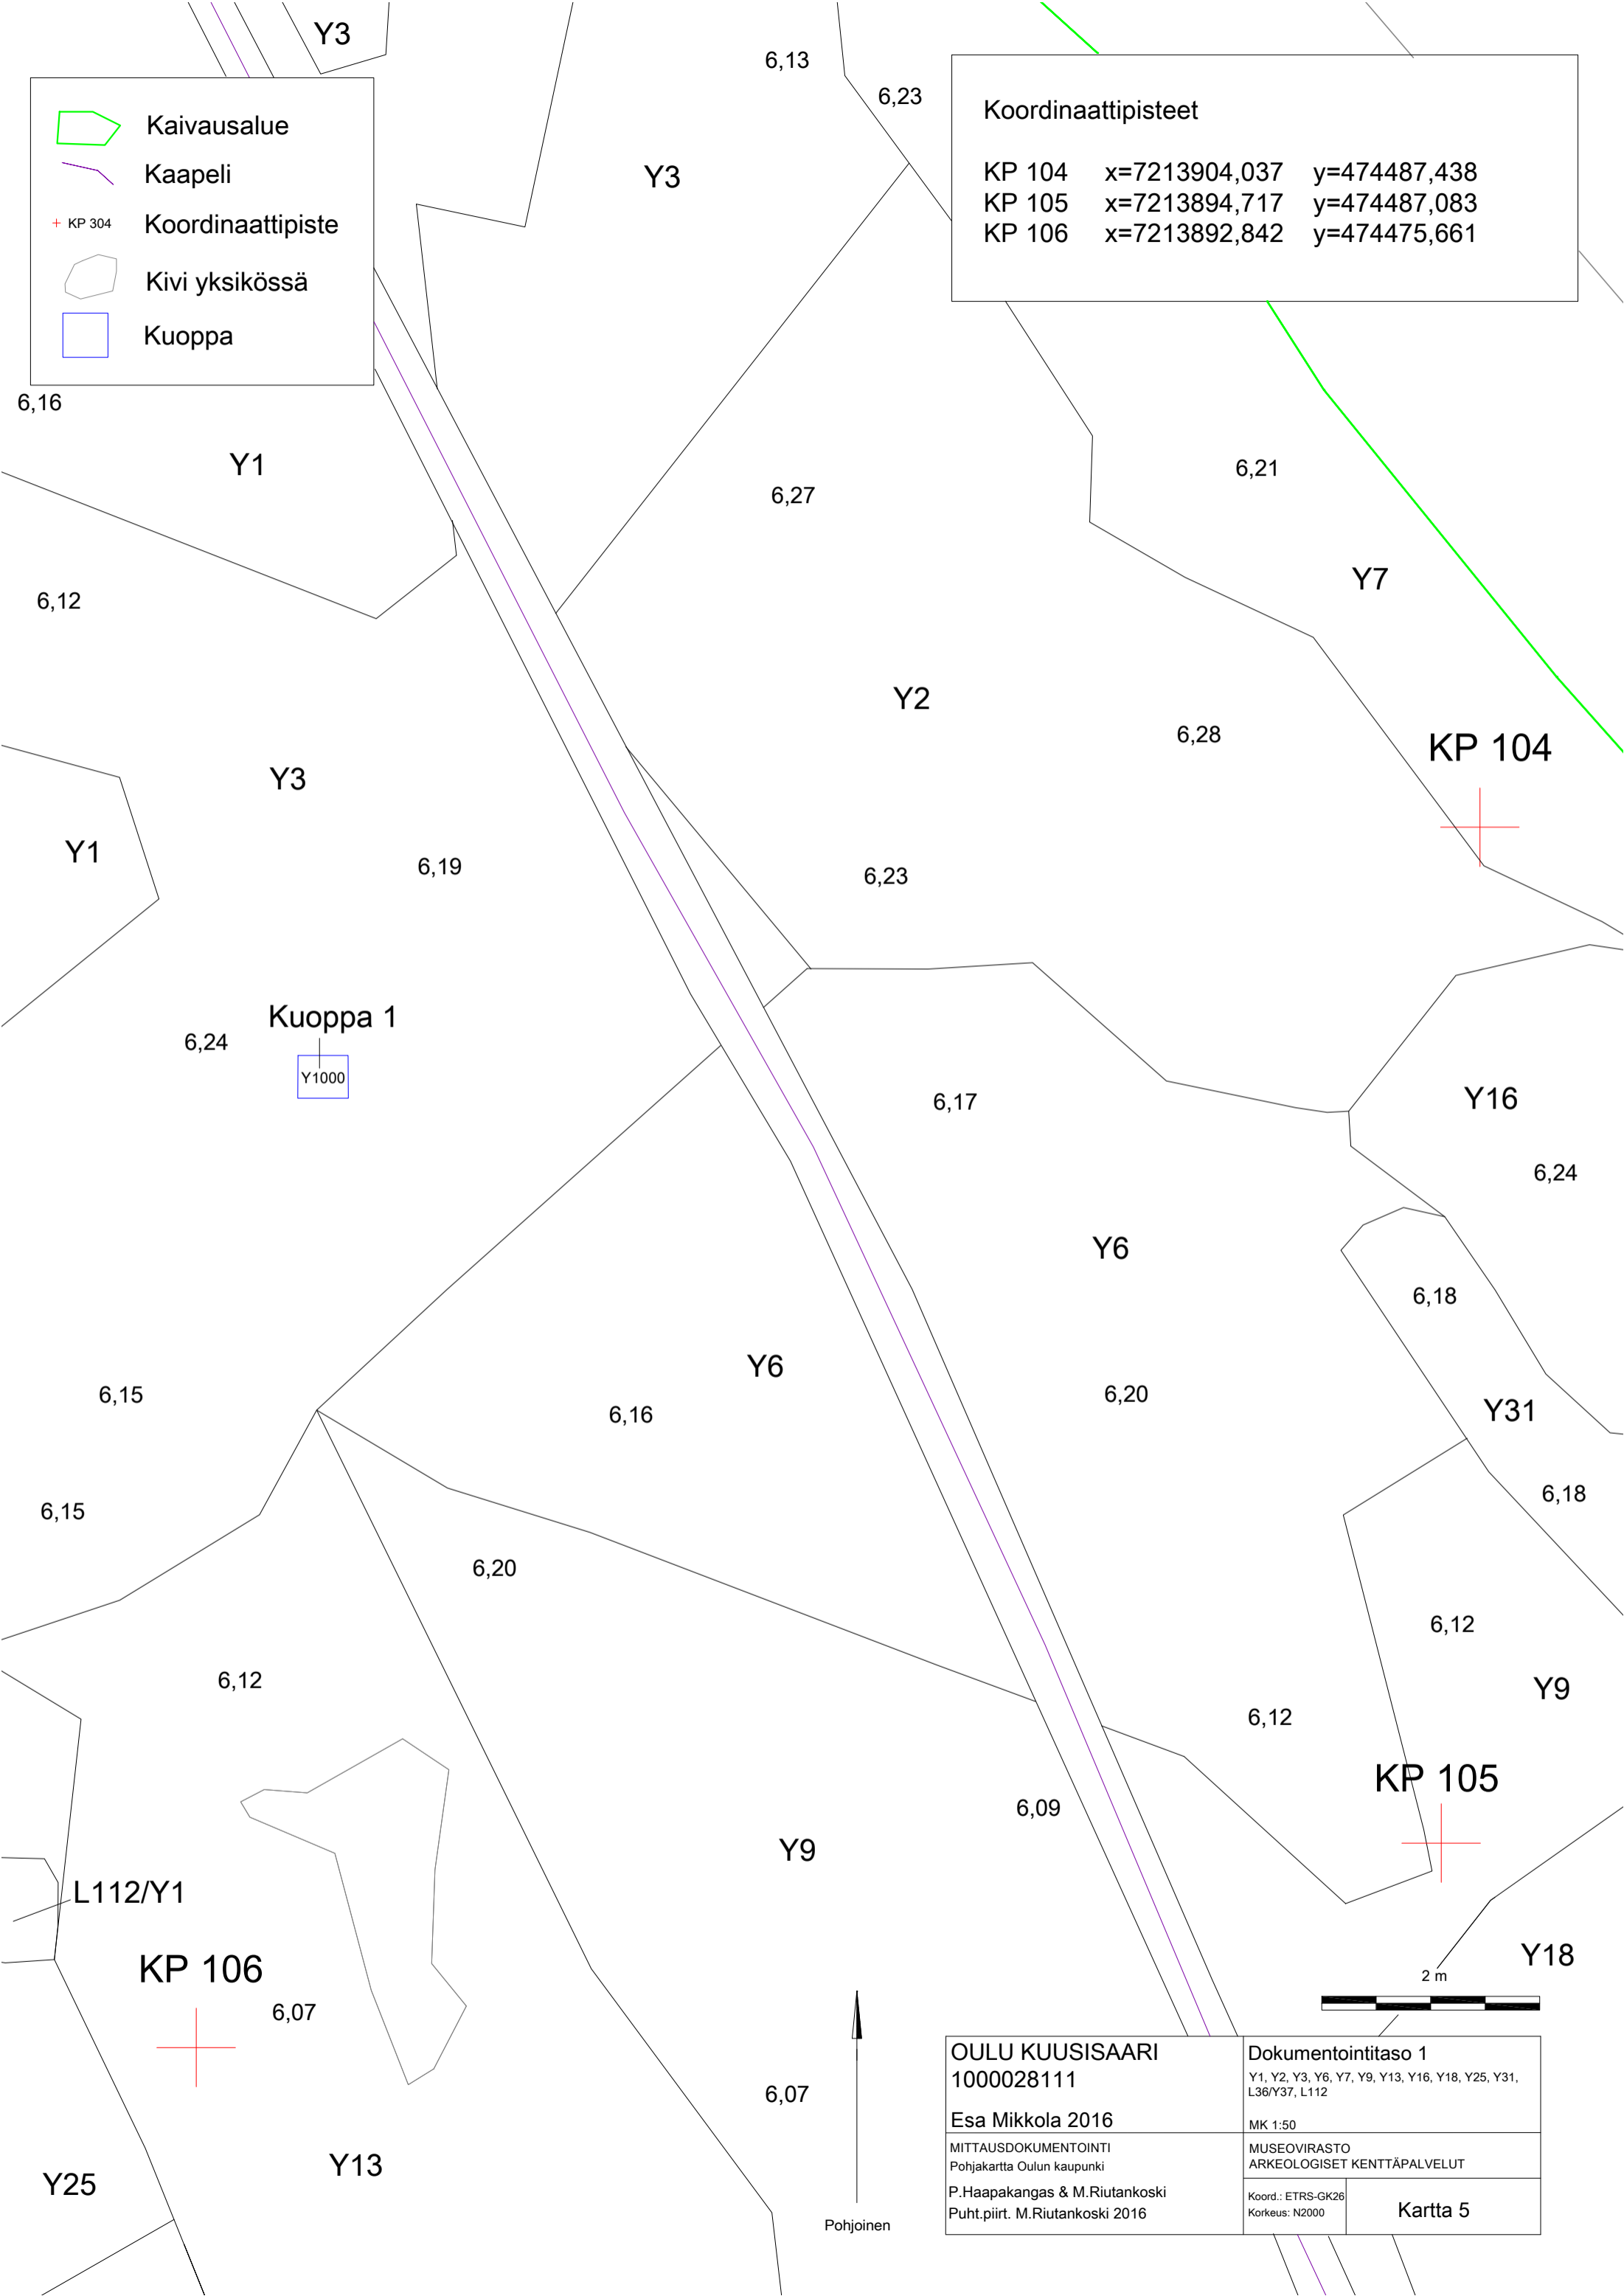 Y3
6,13
6,23
Kaivausalue
Kaapeli
KP 304 Koordinaattipiste
Kivi yksikössä
Kuoppa
Koordinaattipisteet
KP 104 x=7213904,037 y=474487,438
KP 105 x=7213894,717 y=474487,083
KP 106 x=7213892,842 y=474475,661
Y3
6,16
Y1
6,27
6,21
Y7
6,12
Y2
6,28
KP 104
Y3
Y1
6,19
6,23
Kuoppa 1
6,24
Y1000
6,17
Y16
6,24
Y6
6,18
Y6
6,15
6,16
6,20
Y31
6,18
6,15
6,20
6,12
6,12
Y9
6,12
KP 105
6,09
Y9
L112/Y1
KP 106
6,07
Y18
2 m
6,07
Y13
Y25
Pohjoinen
OULU KUUSISAARI
1000028111
Esa Mikkola 2016
MITTAUSDOKUMENTOINTI
Pohjakartta Oulun kaupunki
P.Haapakangas & M.Riutankoski
Puht.piirt. M.Riutankoski 2016
Dokumentointitaso 1
Y1, Y2, Y3, Y6, Y7, Y9, Y13, Y16, Y18, Y25, Y31,
L36/Y37, L112
MK 1:50
MUSEOVIRASTO
ARKEOLOGISET KENTTÄPALVELUT
Koord.: ETRS-GK26
Korkeus: N2000
Kartta 5